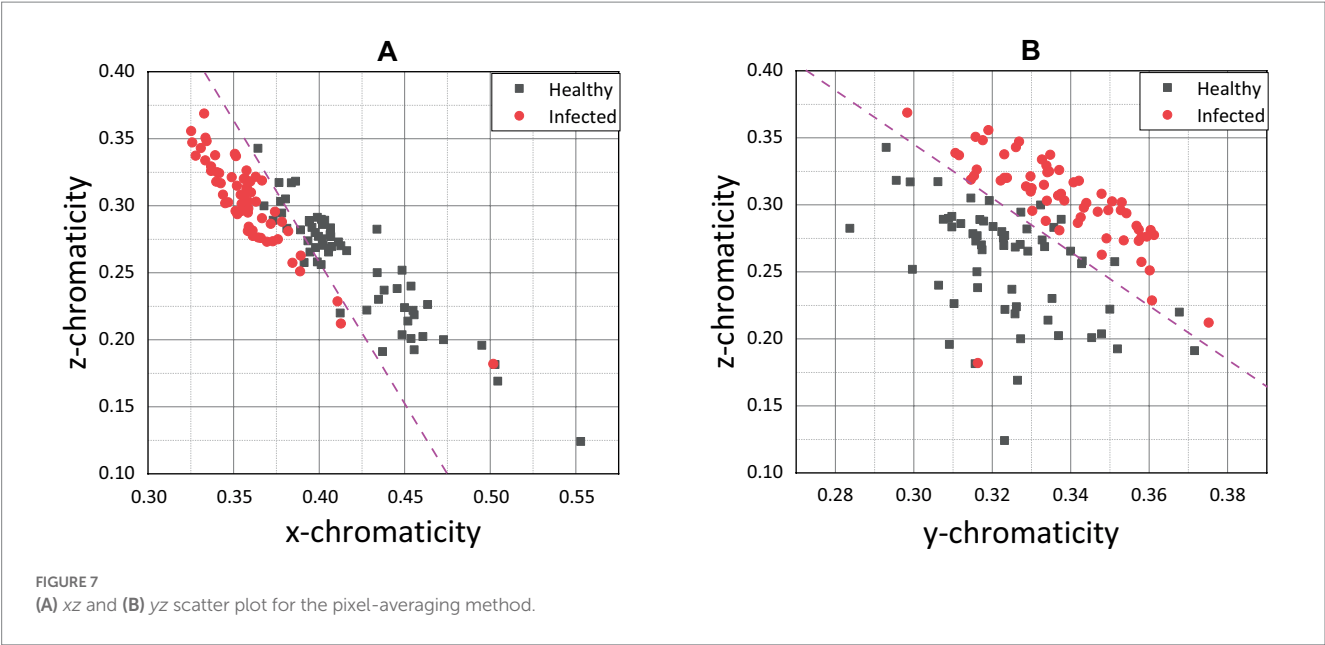 A
z-chromaticity
0.40
0.35
0.30
0.25
0.20
0.15
0.10
0.30 0.35 0.40 0.45 0.50 0.55
x-chromaticity
Healthy
Infected
B
z-chromaticity
0.40
0.35
0.30
0.25
0.20
0.15
0.10
0.28 0.30 0.32 0.34 0.36 0.38
y-chromaticity
Healthy
Infected
FIGURE 7
(A) xz and (B) yz scatter plot for the pixel-averaging method.